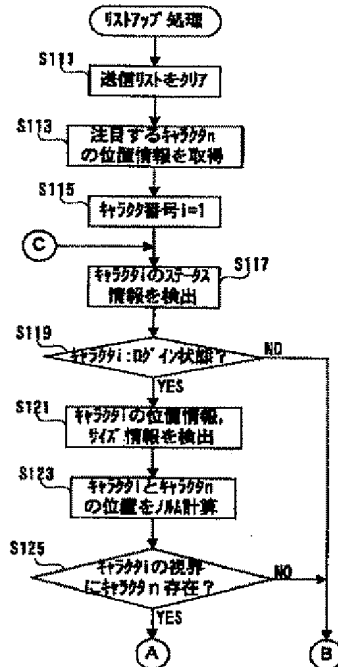 リストアップ処理
S111
送信リストをクリア
S113
注目するキャラクタn
の位置情報を取得
S115
キャラクタ番号i=1
C
S117
キャラクタiのステータス
情報を検出
S119
キャラクタi:ログイン状態?
NO
YES
S121
キャラクタiの位置情報,
サイズ情報を検出
S123
キャラクタiとキャラクタn
の位置をノルム計算
S125
キャラクタiの視界
にキャラクタn存在?
NO
YES
A
B